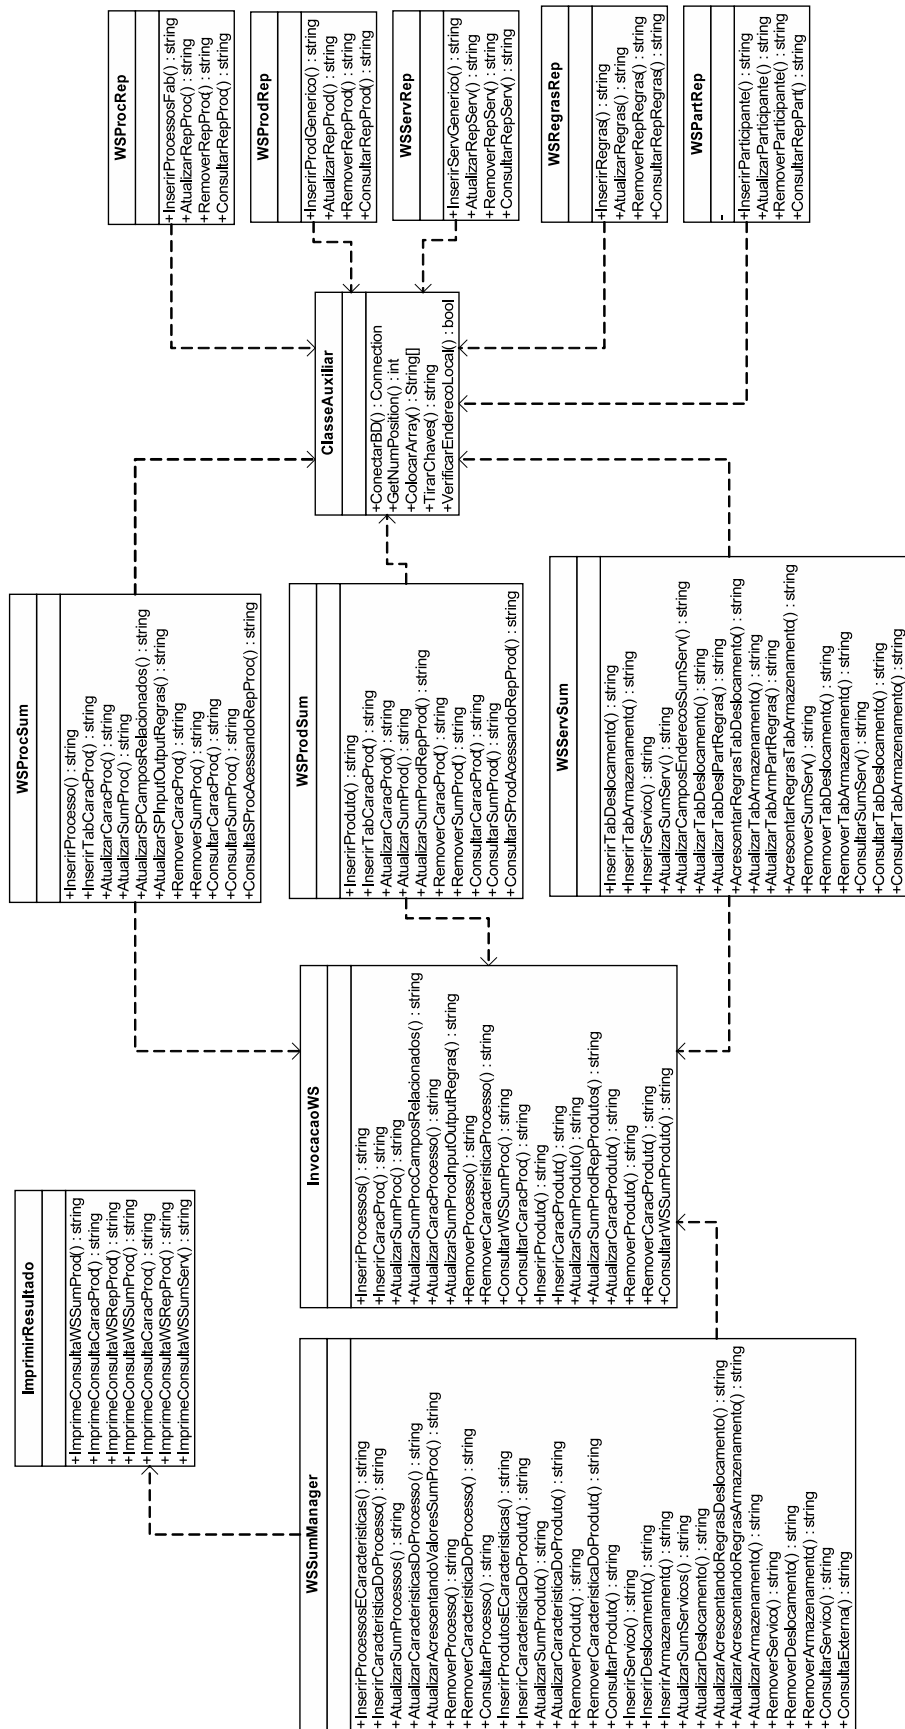 WSProcRep
+InserirProcessosFab() : string
+AtualizarRepProc() : string
+RemoverRepProd() : string
+ConsultarRepProc() : string
WSProdRep
+InserirProdGenerico() : string
+AtualizarRepProd() : string
+RemoverRepProd() : string
+ConsultarRepProd() : string
WSServRep
+InserirServGenerico() : string
+AtualizarRepServ() : string
+RemoverRepServ() : string
+ConsultarRepServ() : string
WSRegrasRep
+InserirRegras() : string
+AtualizarRegras() : string
+RemoverRepRegras() : string
+ConsultarRepRegras() : string
WSPartRep
-
+InserirParticipante() : string
+AtualizarParticipante() : string
+RemoverParticipante() : string
+ConsultarRepPart() : string
ClasseAuxiliar
+ConectarBD() : Connection
+GetNumPosition() : int
+ColocarArray() : String[]
+TirarChaves() : string
+VerificarEnderecoLocal() : bool
WSProcSum
+InserirProcesso() : string
+InserirTabCaracProd() : string
+AtualizarCaracProc() : string
+AtualizarSumProc() : string
+AtualizarSPCamposRelacionados() : string
+AtualizarSPInputOutputRegras() : string
+RemoverCaracProd() : string
+RemoverSumProd() : string
+ConsultarCaracProc() : string
+ConsultarSumProc() : string
+ConsultaSProcAcessandoRepProc() : string
WSProdSum
+InserirProduto() : string
+InserirTabCaracProd() : string
+AtualizarCaracProd() : string
+AtualizarSumProd() : string
+AtualizarSumProdRepProd() : string
+RemoverCaracProd() : string
+RemoverSumProd() : string
+ConsultarCaracProd() : string
+ConsultarSumProd() : string
+ConsultarSProdAcessandoRepProd() : string
WSServSum
+InserirTabDeslocamento() : string
+InserirTabArmazenamento() : string
+InserirServico() : string
+AtualizarSumServ() : string
+AtualizarCamposEnderecosSumServ() : string
+AtualizarTabDeslocamento() : string
+AtualizarTabDeslPartRegras() : string
+AcrescentarRegrasTabDeslocamento() : string
+AtualizarTabArmazenamento() : string
+AtualizarTabArmPartRegras() : string
+AcrescentarRegrasTabArmazenamento() : string
+RemoverSumServ() : string
+RemoverTabDeslocamento() : string
+RemoverTabArmazenamento() : string
+ConsultarSumServ() : string
+ConsultarTabDeslocamento() : string
+ConsultarTabArmazenamento() : string
InvocacaoWS
+InserirProcessos() : string
+InserirCaracProd() : string
+AtualizarSumProc() : string
+AtualizarSumProcCamposRelacionados() : string
+AtualizarCaracProcesso() : string
+AtualizarSumProdInputOutputRegras() : string
+RemoverProcesso() : string
+RemoverCaracteristicaProcesso() : string
+ConsultarWSSumProc() : string
+ConsultarCaracProc() : string
+InserirProduto() : string
+InserirCaracProduto() : string
+AtualizarSumProduto() : string
+AtualizarSumProdRepProdutos() : string
+AtualizarCaracProduto() : string
+RemoverProduto() : string
+RemoverCaracProduto() : string
+ConsultarWSSumProduto() : string
ImprimirResultado
+ImprimeConsultaWSSumProd() : string
+ImprimeConsultaCaracProd() : string
+ImprimeConsultaWSRepProd() : string
+ImprimeConsultaWSSumProc() : string
+ImprimeConsultaCaracProc() : string
+ImprimeConsultaWSRepProc() : string
+ImprimeConsultaWSSumServ() : string
WSSumManager
+InserirProcessosECaracteristicas() : string
+InserirCaracteristicaDoProcesso() : string
+AtualizarSumProcessos() : string
+AtualizarCaracteristicasDoProcesso() : string
+AtualizarAcrescentandoValoresSumProc() : string
+RemoverProcesso() : string
+RemoverCaracteristicaDoProcesso() : string
+ConsultarProcesso() : string
+InserirProdutosECaracteristicas() : string
+InserirCaracteristicaDoProduto() : string
+AtualizarSumProduto() : string
+AtualizarCaracteristicaDoProduto() : string
+RemoverProduto() : string
+RemoverCaracteristicaDoProduto() : string
+ConsultarProduto() : string
+InserirServico() : string
+InserirDeslocamento() : string
+InserirArmazenamento() : string
+AtualizarSumServicos() : string
+AtualizarDeslocamento() : string
+AtualizarAcrescentandoRegrasDeslocamento() : string
+AtualizarAcrescentandoRegrasArmazenamento() : string
+AtualizarArmazenamento() : string
+RemoverServico() : string
+RemoverDeslocamento() : string
+RemoverArmazenamento() : string
+ConsultarServico() : string
+ConsultaExterna() : string